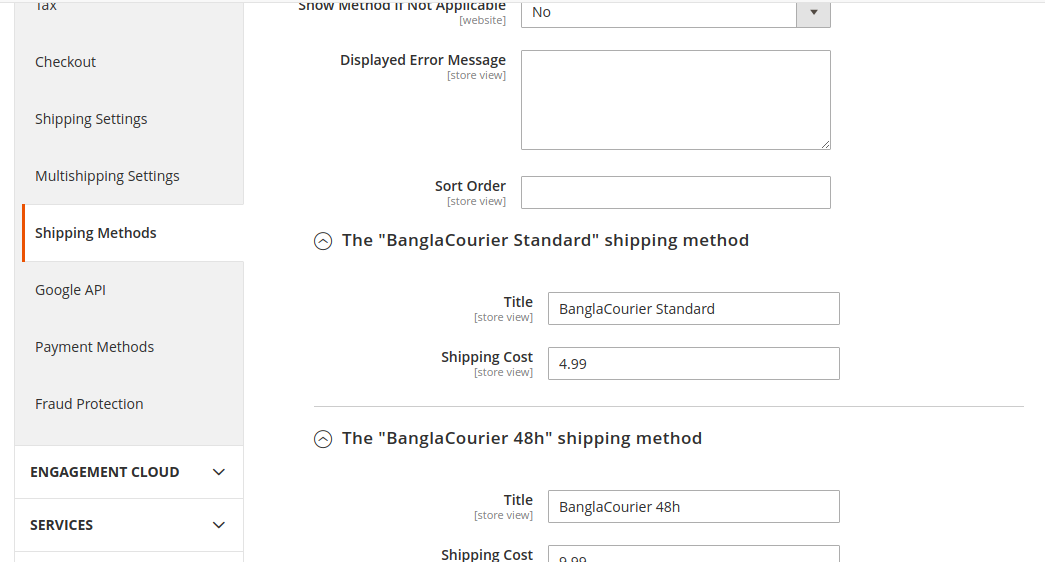 Tax
Checkout
Shipping Settings
Multishipping Settings
Shipping Methods
Google API
Payment Methods
Fraud Protection
ENGAGEMENT CLOUD
SERVICES
Show Method if Not Applicable
[website]
No
Displayed Error Message
[store view]
Sort Order
[store view]
The "BanglaCourier Standard" shipping method
Title
[store view]
BanglaCourier Standard
Shipping Cost
[store view]
4.99
The "BanglaCourier 48h" shipping method
Title
[store view]
BanglaCourier 48h
Shipping Cost
9.99